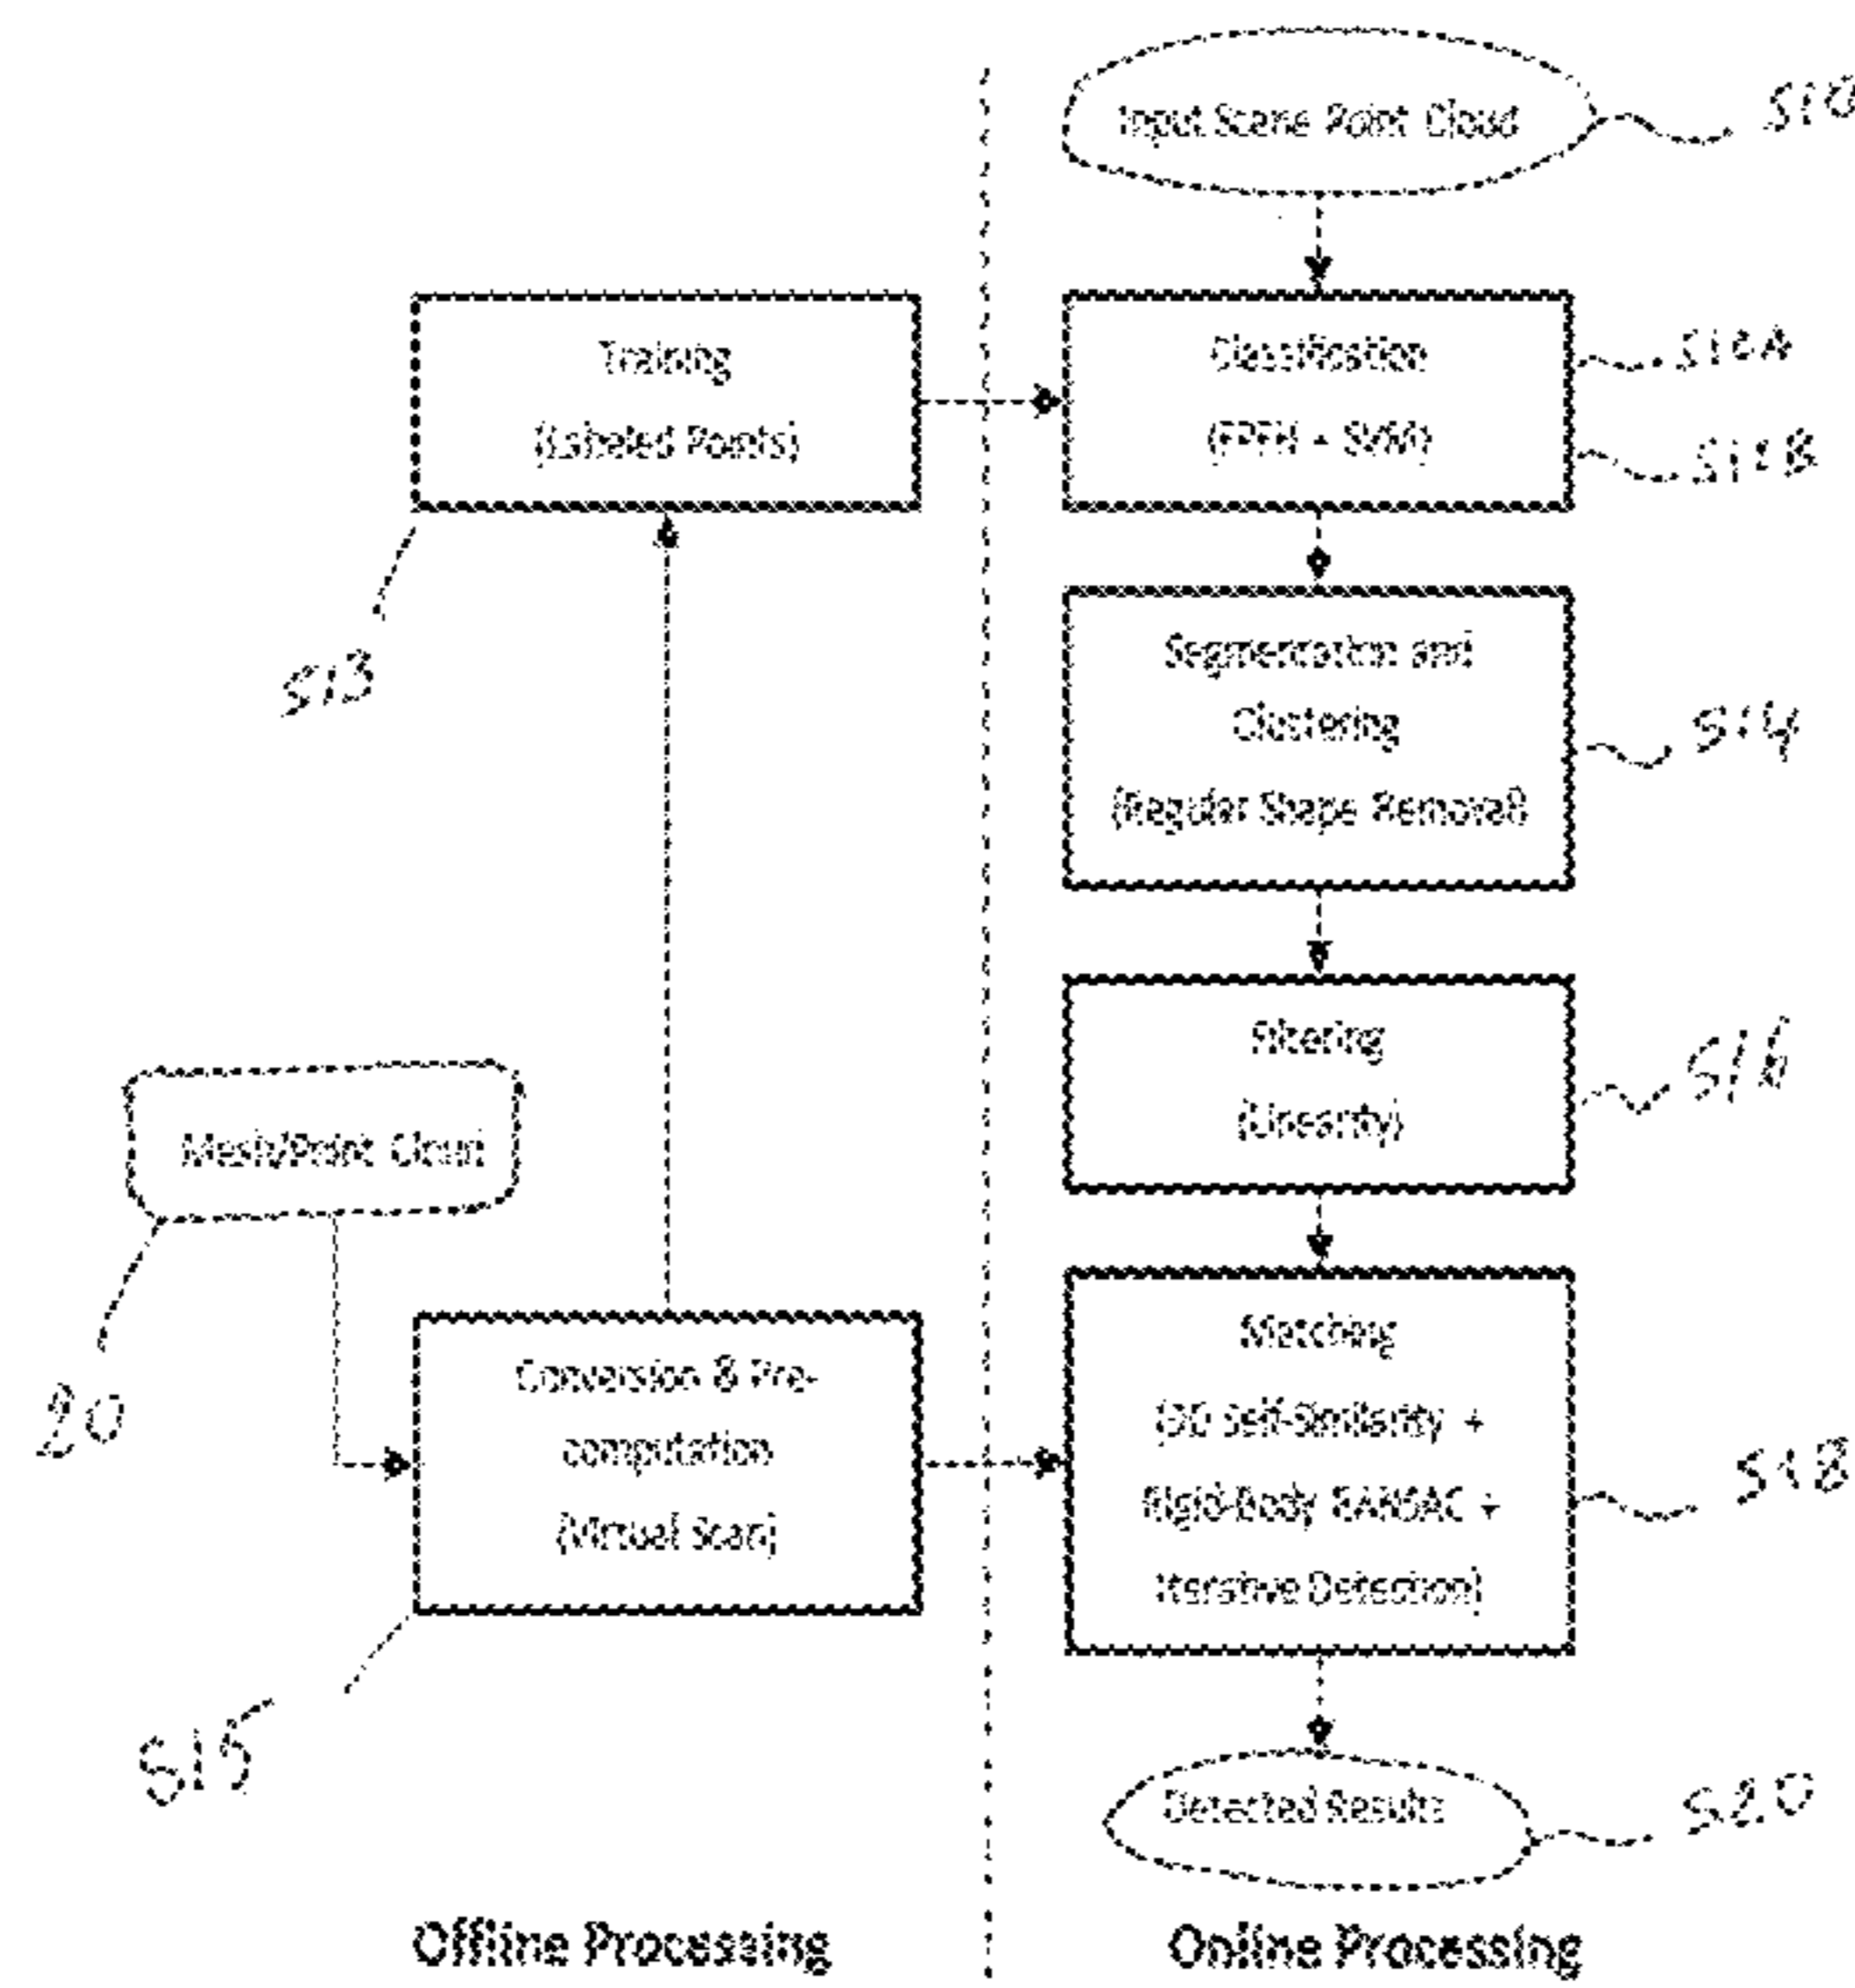 Input Scene Point Cloud
S10
Training
(Labeled Points)
Classification
(FPFH + SVM)
S13
Segmentation and
Clustering
(Regular Shape Removal)
S14
Filtering
(Linearity)
S16
Mesh/Point Cloud
20
Conversion & Pre-
computation
(Virtual Scan)
S15
Matching
(3D Self-Similarity +
Rigid-Body RANSAC +
Iterative Detection)
S18
Detected Results
S20
Offline Processing
Online Processing